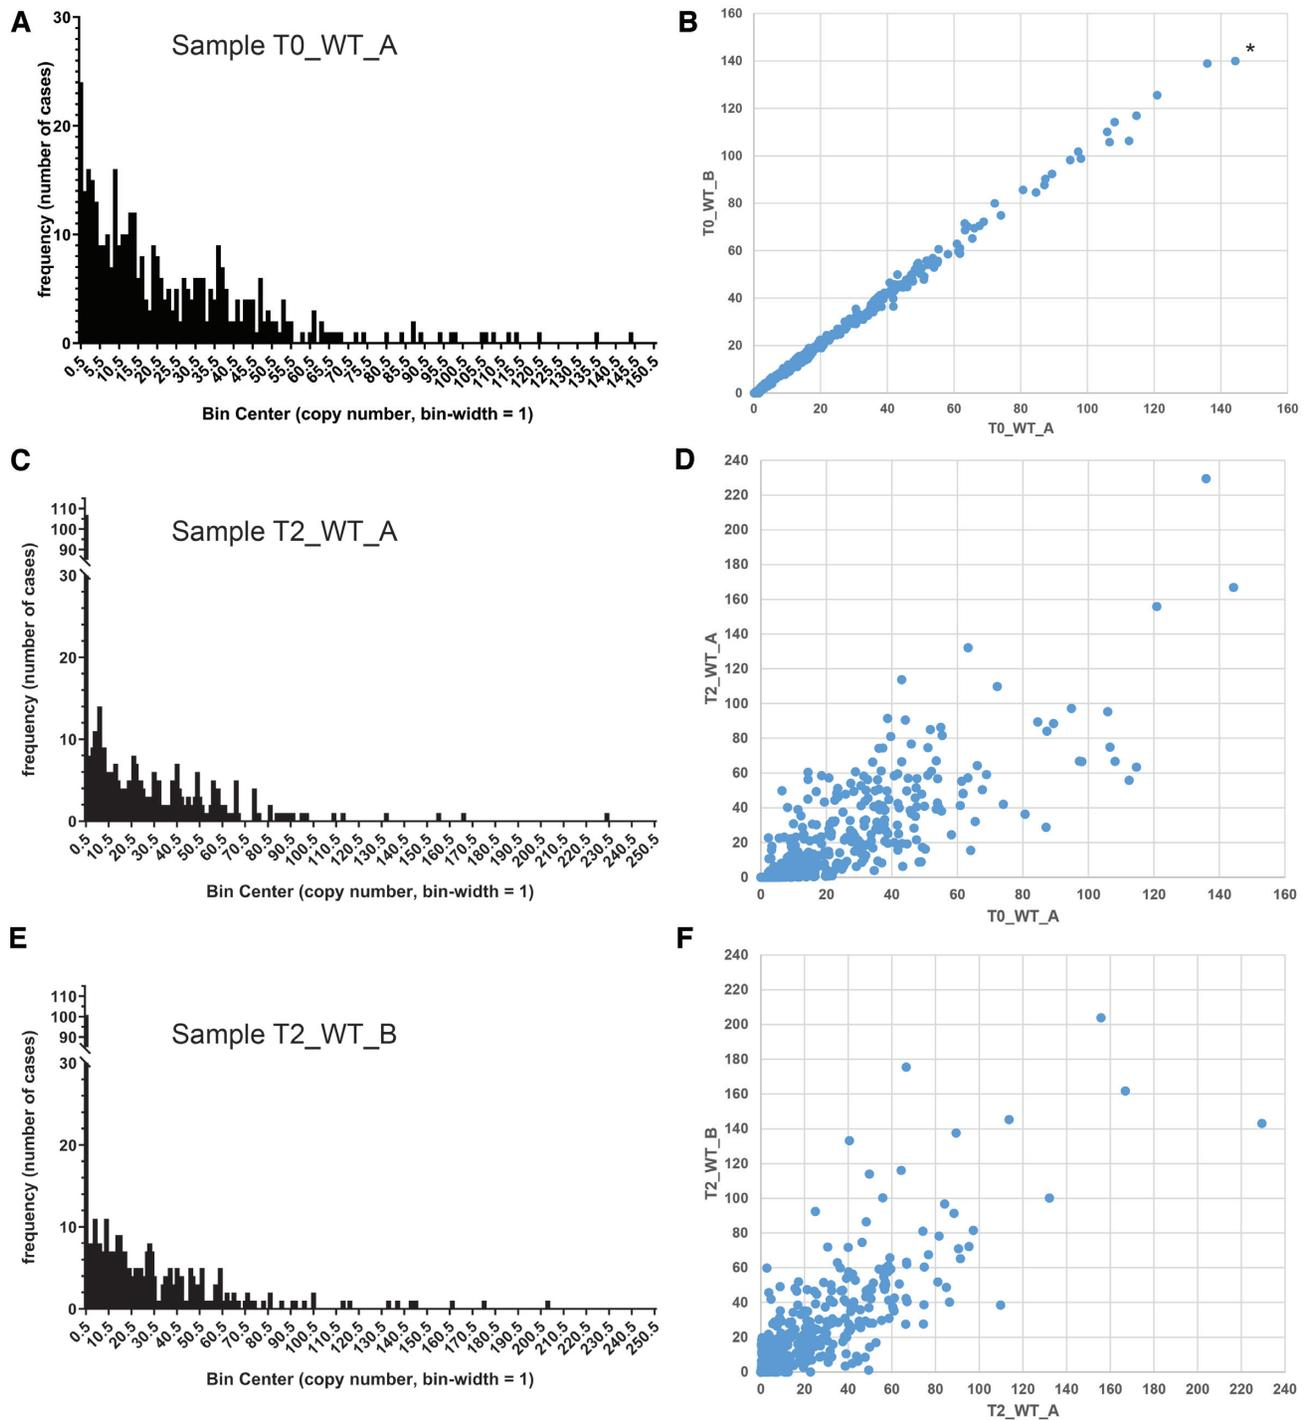 A
Sample T0_WT_A
frequency (number of cases)
30
20
10
0
0.5 5.5 10.5 15.5 20.5 25.5 30.5 35.5 40.5 45.5 50.5 55.5 60.5 65.5 70.5 75.5 80.5 85.5 90.5 95.5 100.5 105.5 110.5 115.5 120.5 125.5 130.5 135.5 140.5 145.5 150.5
Bin Center (copy number, bin-width = 1)
B
T0_WT_B
160
140
120
100
80
60
40
20
0
*
0 20 40 60 80 100 120 140 160
T0_WT_A
C
Sample T2_WT_A
frequency (number of cases)
110
100
90
30
20
10
0
0.5 10.5 20.5 30.5 40.5 50.5 60.5 70.5 80.5 90.5 100.5 110.5 120.5 130.5 140.5 150.5 160.5 170.5 180.5 190.5 200.5 210.5 220.5 230.5 240.5 250.5
Bin Center (copy number, bin-width = 1)
D
T2_WT_A
240
220
200
180
160
140
120
100
80
60
40
20
0
0 20 40 60 80 100 120 140 160
T0_WT_A
E
Sample T2_WT_B
frequency (number of cases)
110
100
90
30
20
10
0
0.5 10.5 20.5 30.5 40.5 50.5 60.5 70.5 80.5 90.5 100.5 110.5 120.5 130.5 140.5 150.5 160.5 170.5 180.5 190.5 200.5 210.5 220.5 230.5 240.5 250.5
Bin Center (copy number, bin-width = 1)
F
T2_WT_B
240
220
200
180
160
140
120
100
80
60
40
20
0
0 20 40 60 80 100 120 140 160 180 200 220 240
T2_WT_A